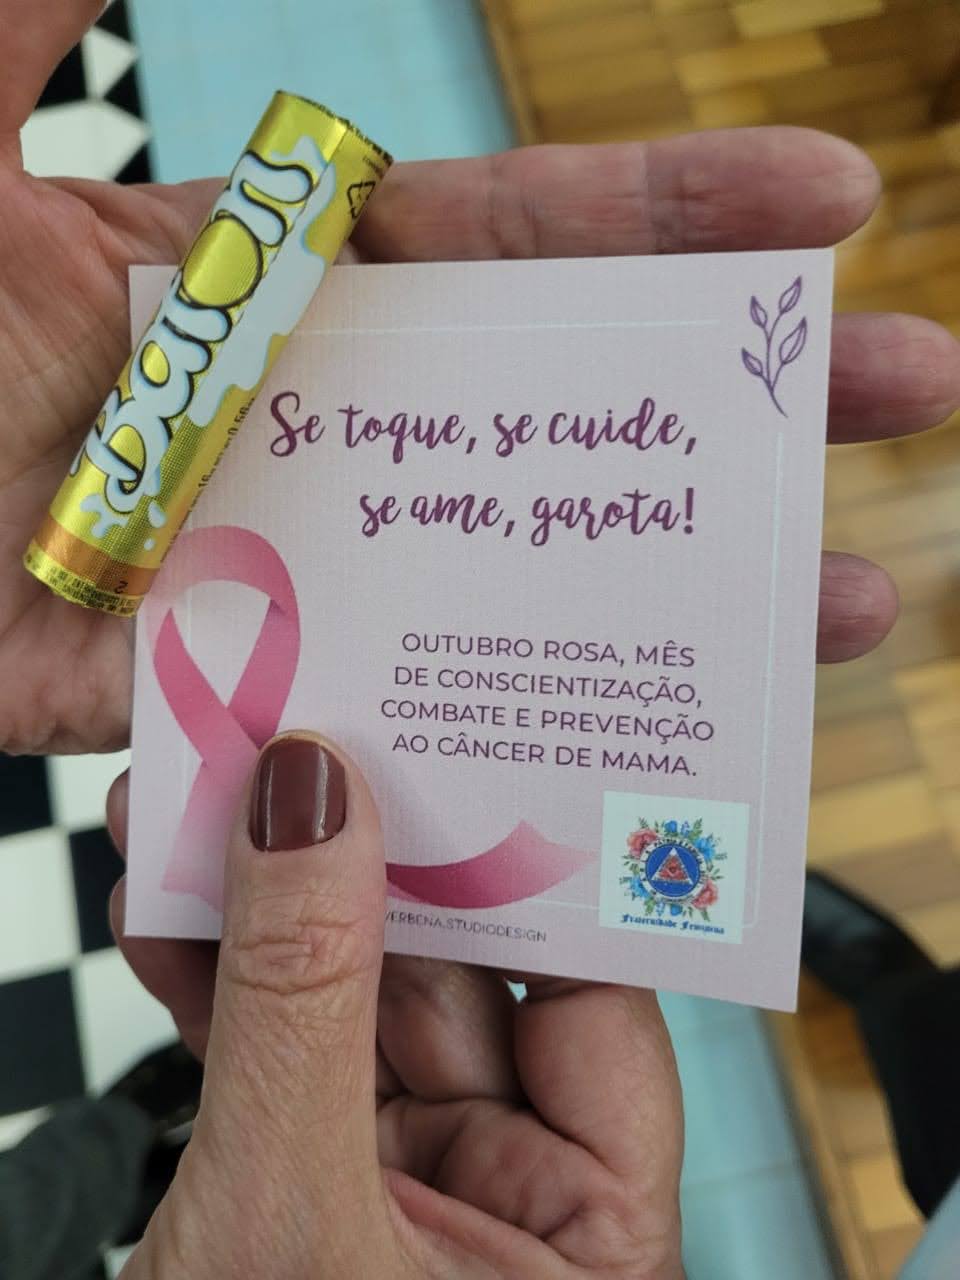 Baton
Se toque, se cuide,
se ame, garota!
OUTUBRO ROSA, MÊS
DE CONSCIENTIZAÇÃO,
COMBATE E PREVENÇÃO
AO CÂNCER DE MAMA.
Fraternidade Feminina
VERBENA.STUDIODESIGN